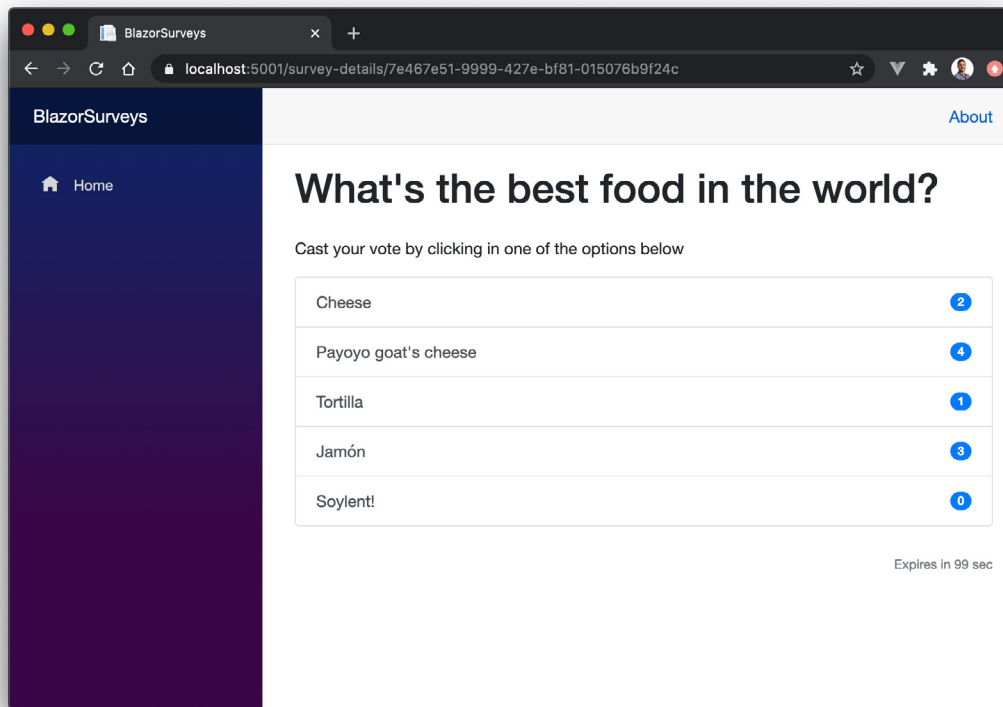 BlazorSurveys
localhost:5001/survey-details/7e467e51-9999-427e-bf81-015076b9f24c
BlazorSurveys
About
Home
What's the best food in the world?
Cast your vote by clicking in one of the options below
Cheese 2
Payoyo goat's cheese 4
Tortilla 1
Jamón 3
Soylent! 0
Expires in 99 sec